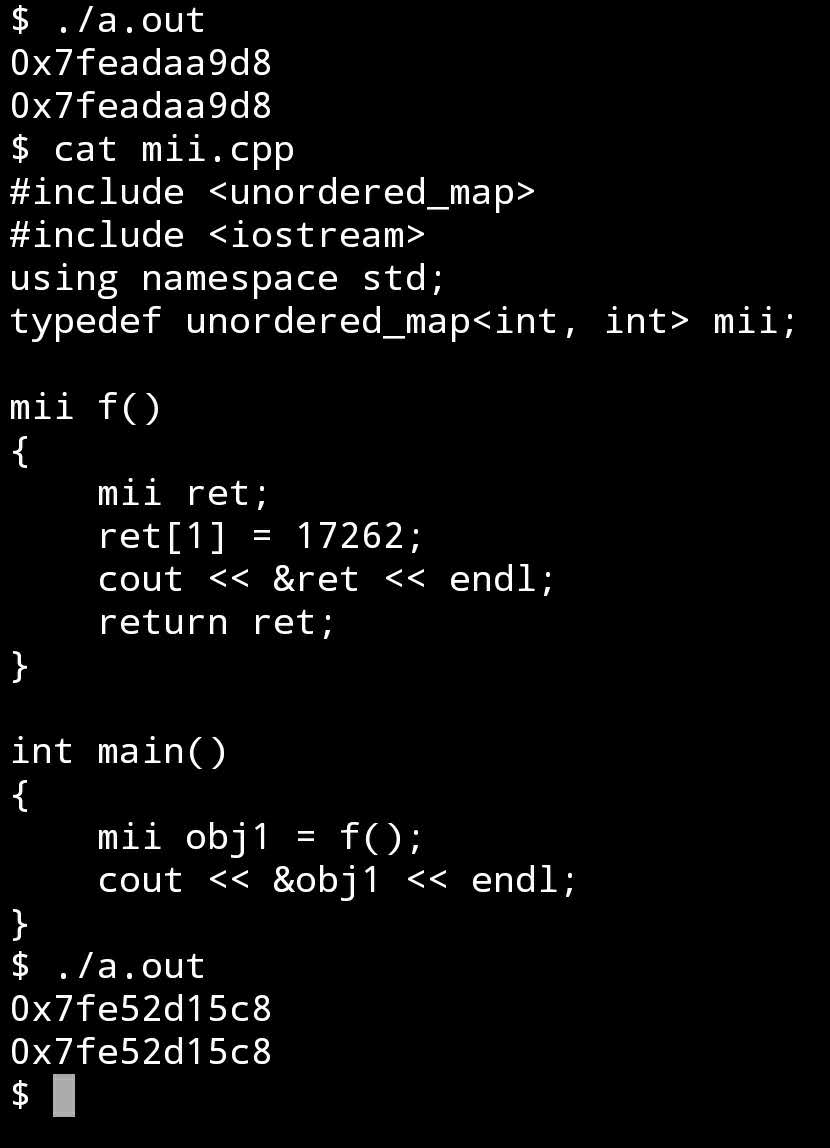 $ ./a.out
0x7feadaa9d8
0x7feadaa9d8
$ cat mii.cpp
#include <unordered_map>
#include <iostream>
using namespace std;
typedef unordered_map<int, int> mii;

mii f()
{
    mii ret;
    ret[1] = 17262;
    cout << &ret << endl;
    return ret;
}

int main()
{
    mii obj1 = f();
    cout << &obj1 << endl;
}
$ ./a.out
0x7fe52d15c8
0x7fe52d15c8
$